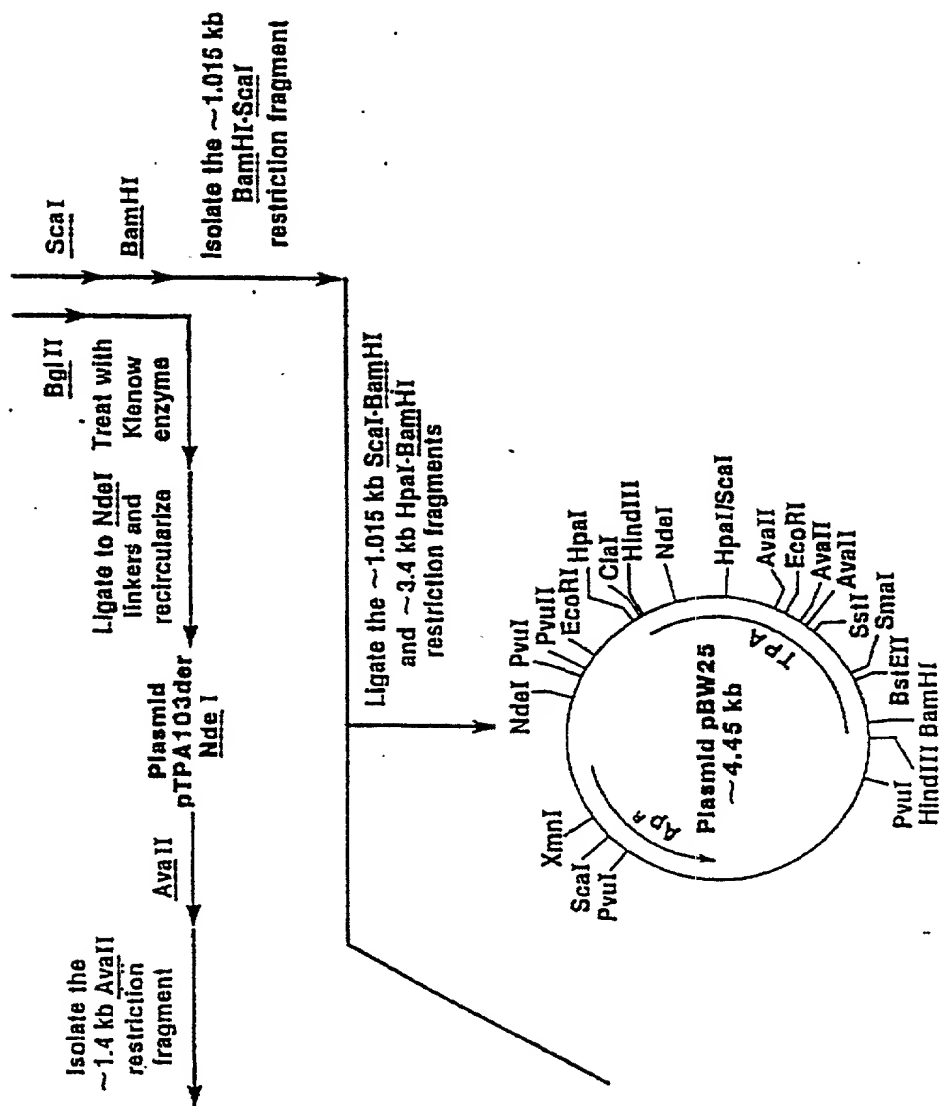 ScaI
BamHI
Isolate the ~1.015 kb
BamHI-ScaI
restriction fragment
BglII
Treat with
Klenow
enzyme
Ligate to NdeI
linkers and
recircularize
Plasmid
pTPA103der
NdeI
AvaII
Isolate the
~1.4 kb AvaII
restriction
fragment
Ligate the ~1.015 kb ScaI-BamHI
and ~3.4 kb HpaI-BamHI
restriction fragments
NdeI
PvuI
PvuII
EcoRI
HpaI
ClaI
HindIII
NdeI
HpaI/ScaI
AvaII
EcoRI
AvaII
AvaII
SstI
SmaI
BstEII
BamHI
HindIII
PvuI
PvuI
ScaI
XmnI
ApR
TPA
Plasmid pBW25
~4.45 kb